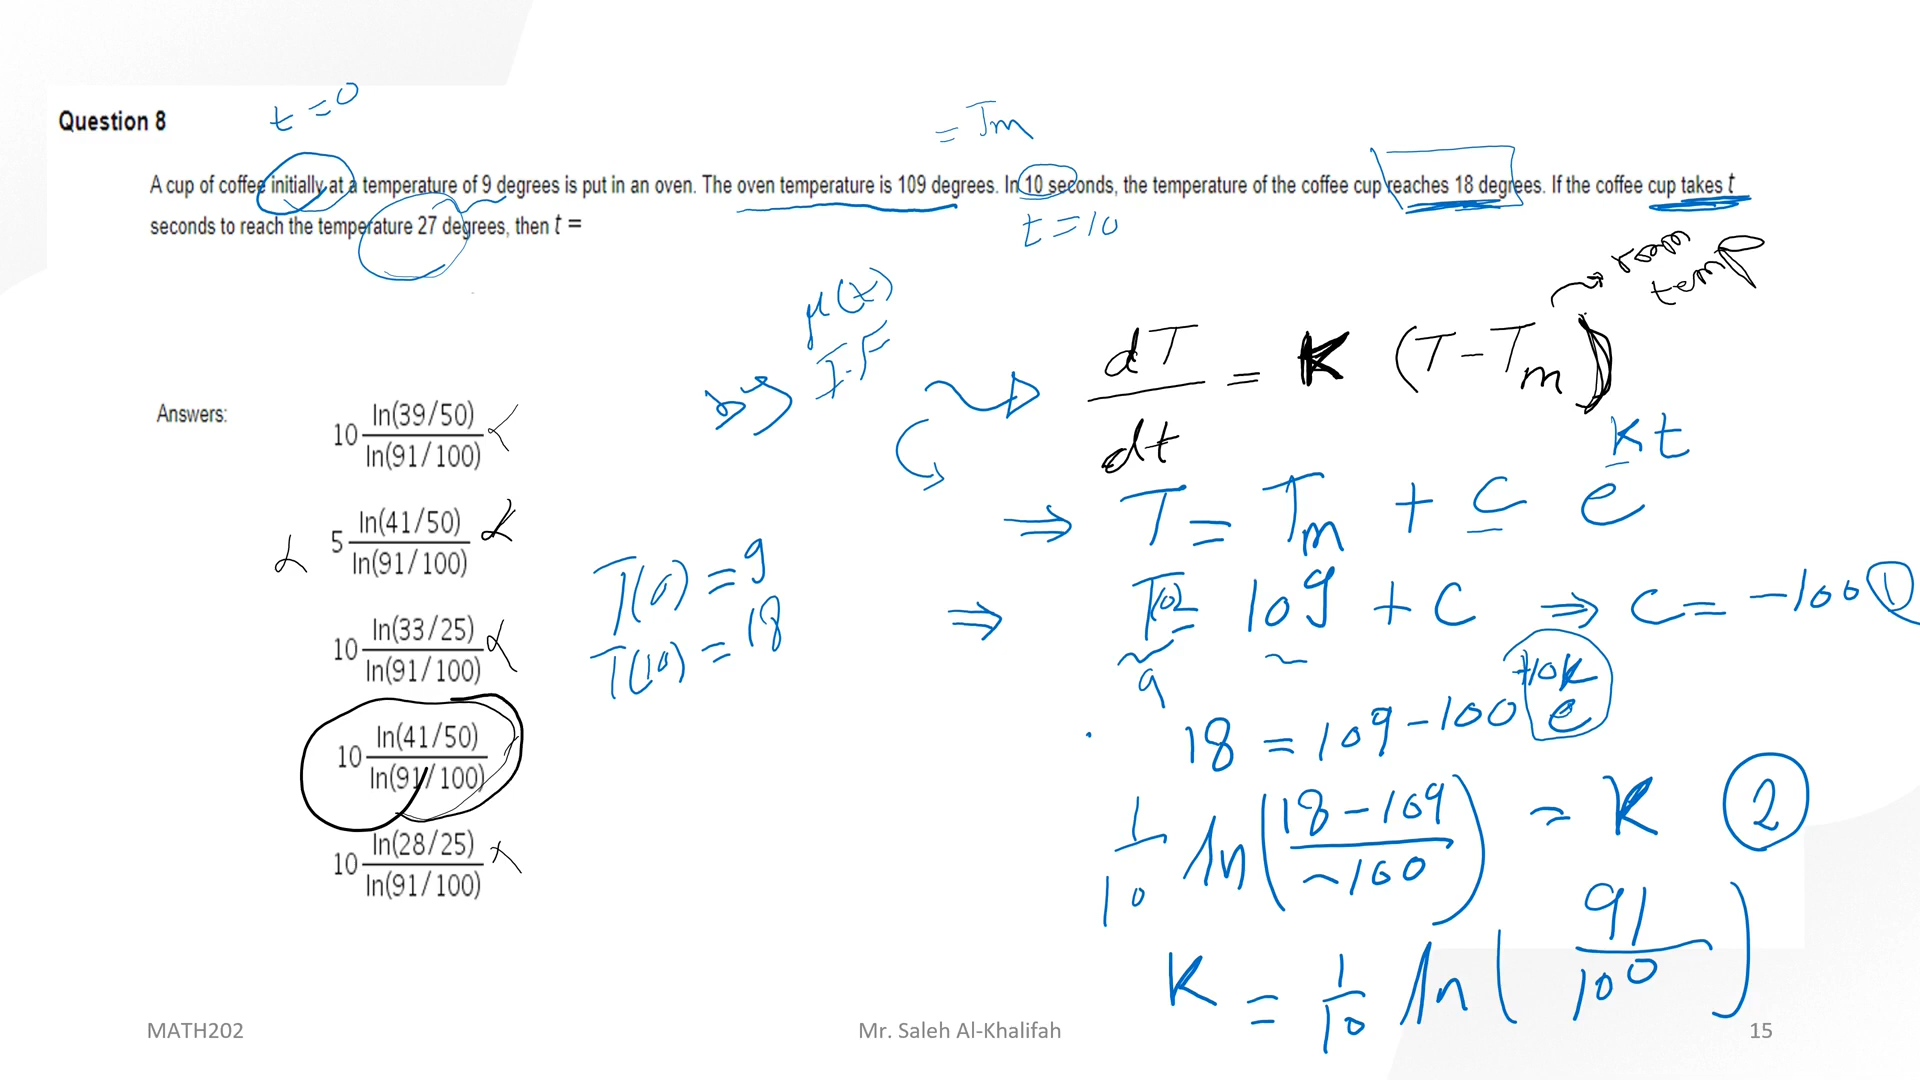 t = 0
= Tm
Question 8
A cup of coffee initially at a temperature of 9 degrees is put in an oven. The oven temperature is 109 degrees. In 10 seconds, the temperature of the coffee cup reaches 18 degrees. If the coffee cup takes t
seconds to reach the temperature 27 degrees, then t =
t = 10
room
temp
μ(t)
by I.F
dT/dt = K (T - Tm)
Answers:
10 ln(39/50)/ln(91/100)
5 ln(41/50)/ln(91/100)
10 ln(33/25)/ln(91/100)
10 ln(41/50)/ln(91/100)
10 ln(28/25)/ln(91/100)
T(0) = 9
T(10) = 18
⇒ T = Tm + C e^kt
⇒ T(0) = 109 + C ⇒ C = -100 ①
9
18 = 109 - 100 e^+10k
1/10 ln(18-109/-100) = K ②
K = 1/10 ln(91/100)
MATH202
Mr. Saleh Al-Khalifah
15